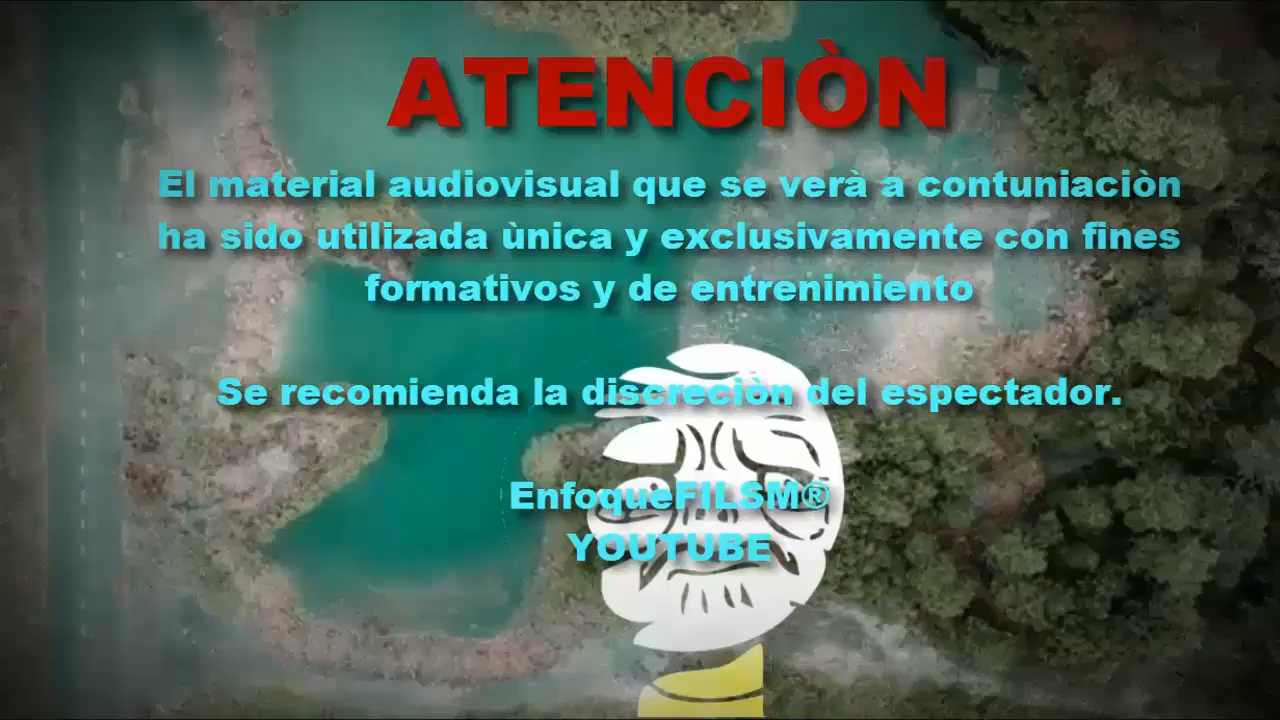 ATENCIÒN
El material audiovisual que se verà a contuniaciòn
ha sido utilizada ùnica y exclusivamente con fines
formativos y de entrenimiento
Se recomienda la discreciòn del espectador.
EnfoqueFILSM®
YOUTUBE